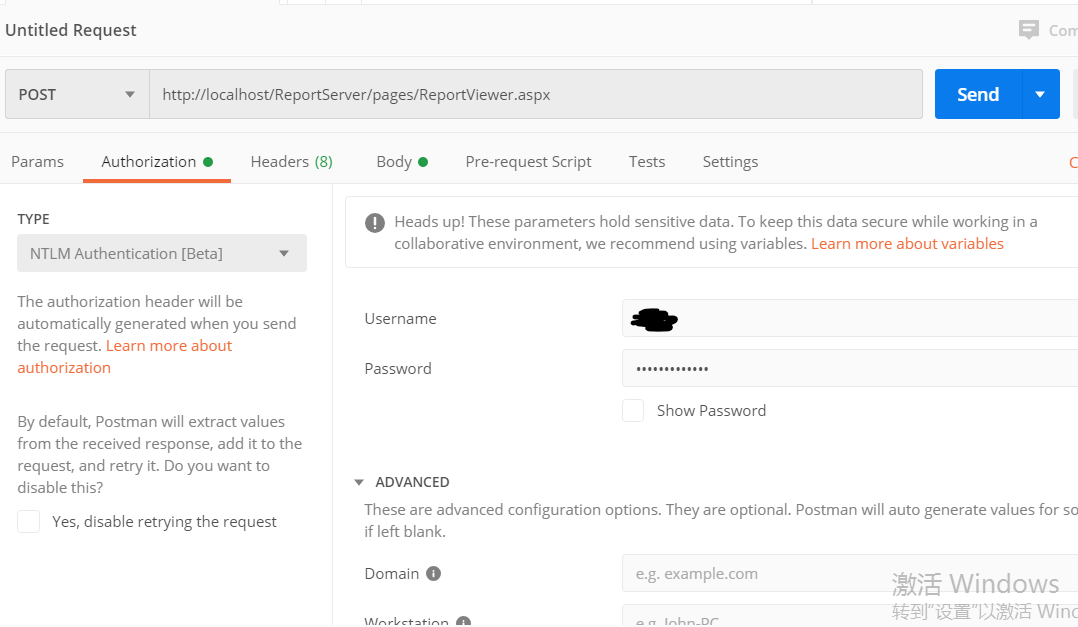 Untitled Request
Com
POST
http://localhost/ReportServer/pages/ReportViewer.aspx
Send
Params
Authorization
Headers (8)
Body
Pre-request Script
Tests
Settings
C
TYPE
NTLM Authentication [Beta]
The authorization header will be
automatically generated when you send
the request. Learn more about
authorization
By default, Postman will extract values
from the received response, add it to the
request, and retry it. Do you want to
disable this?
Yes, disable retrying the request
Heads up! These parameters hold sensitive data. To keep this data secure while working in a
collaborative environment, we recommend using variables. Learn more about variables
Username
Password
•••••••••••••
Show Password
ADVANCED
These are advanced configuration options. They are optional. Postman will auto generate values for so
if left blank.
Domain
e.g. example.com
Workstation
e.g. John-PC
激活 Windows
转到"设置"以激活 Winc